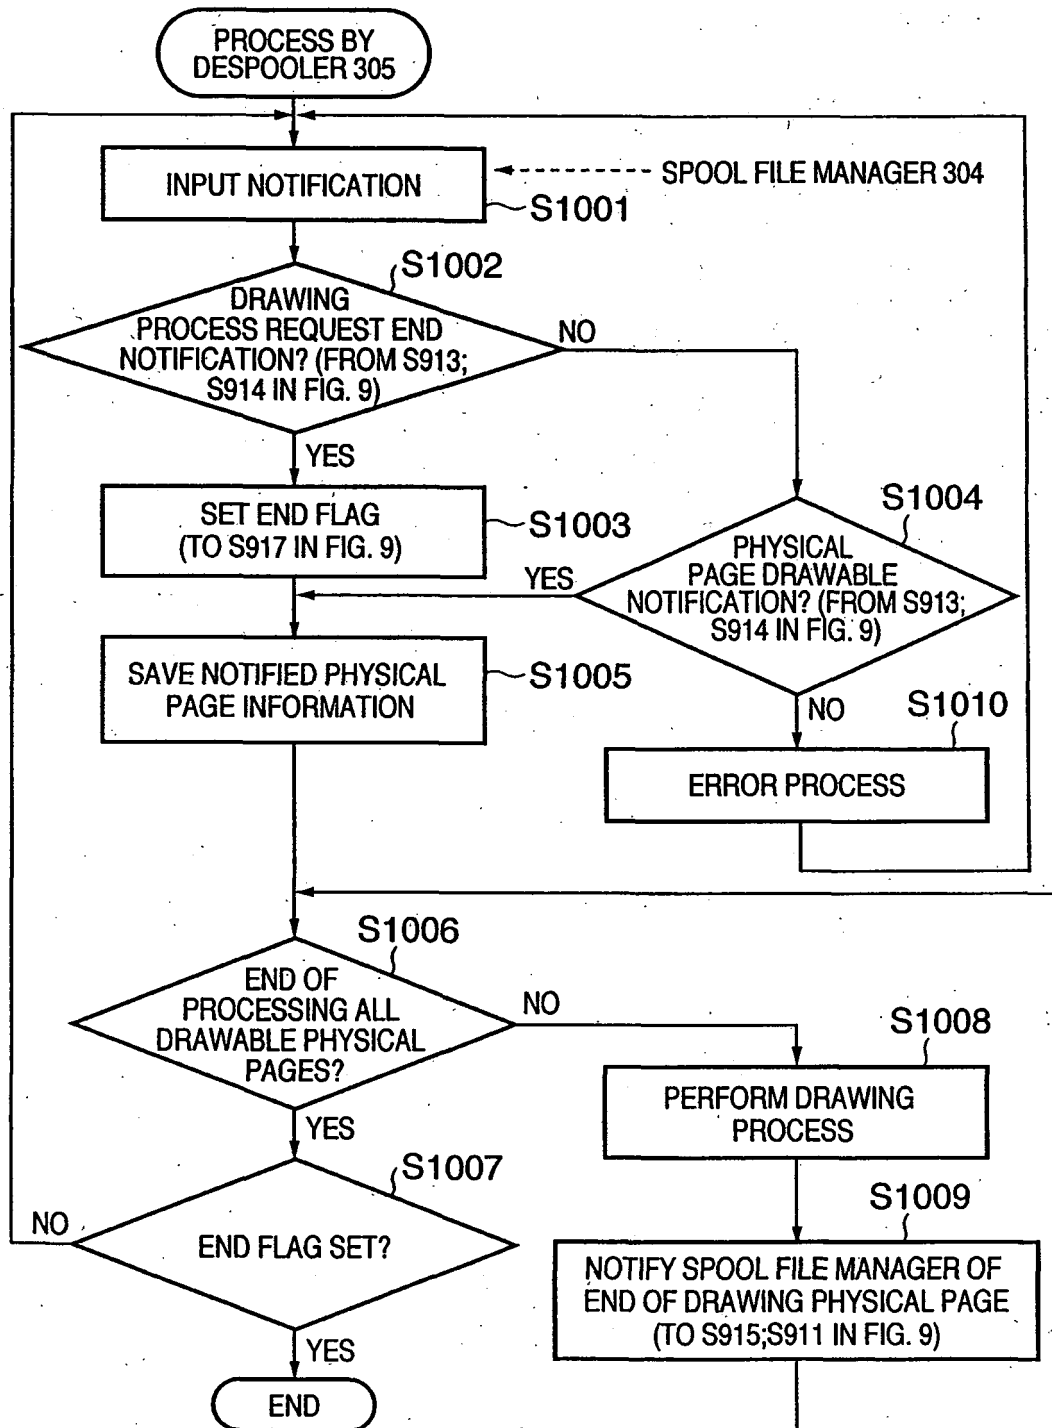 PROCESS BY
DESPOOLER 305
INPUT NOTIFICATION
SPOOL FILE MANAGER 304
S1001
S1002
DRAWING
PROCESS REQUEST END
NOTIFICATION? (FROM S913;
S914 IN FIG. 9)
NO
YES
SET END FLAG
(TO S917 IN FIG. 9)
S1003
S1004
PHYSICAL
PAGE DRAWABLE
NOTIFICATION? (FROM S913;
S914 IN FIG. 9)
YES
NO
SAVE NOTIFIED PHYSICAL
PAGE INFORMATION
S1005
S1010
ERROR PROCESS
S1006
END OF
PROCESSING ALL
DRAWABLE PHYSICAL
PAGES?
NO
YES
S1008
PERFORM DRAWING
PROCESS
S1007
END FLAG SET?
NO
YES
S1009
NOTIFY SPOOL FILE MANAGER OF
END OF DRAWING PHYSICAL PAGE
(TO S915;S911 IN FIG. 9)
END